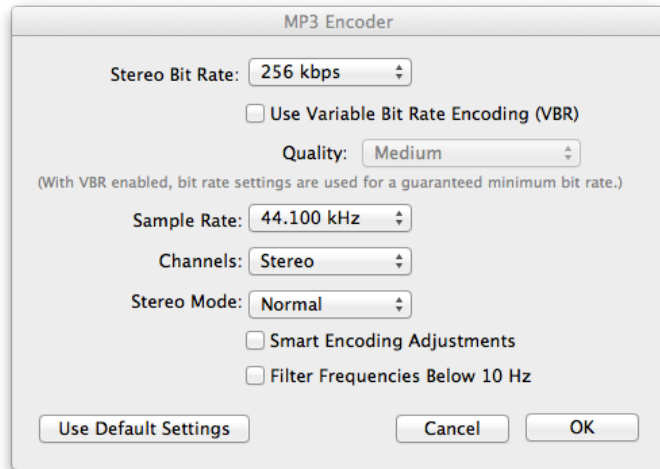 MP3 Encoder
Stereo Bit Rate: 256 kbps
Use Variable Bit Rate Encoding (VBR)
Quality: Medium
(With VBR enabled, bit rate settings are used for a guaranteed minimum bit rate.)
Sample Rate: 44.100 kHz
Channels: Stereo
Stereo Mode: Normal
Smart Encoding Adjustments
Filter Frequencies Below 10 Hz
Use Default Settings Cancel OK